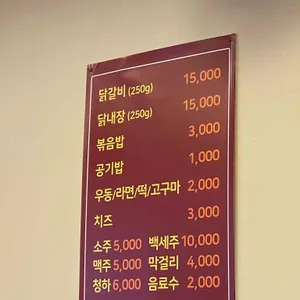 닭갈비 (250g) 15,000
닭내장 (250g) 15,000
볶음밥 3,000
공기밥 1,000
우동/라면/떡/고구마 2,000
치즈 3,000
소주 5,000 백세주 10,000
맥주 5,000 막걸리 4,000
청하 6,000 음료수 2,000